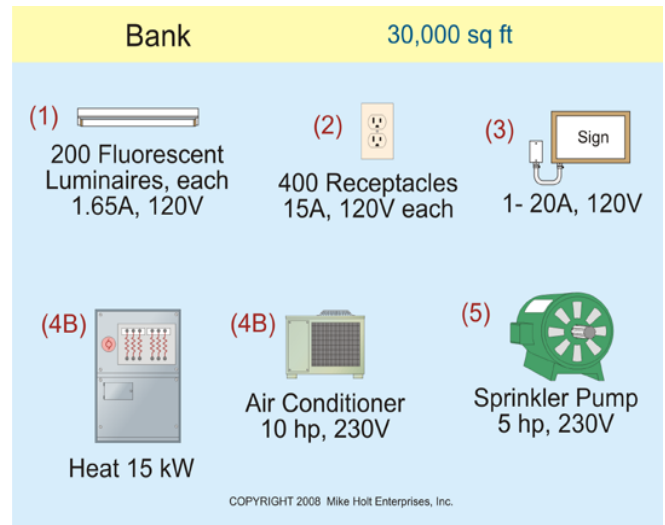 Bank 30,000 sq ft
(1)
200 Fluorescent
Luminaires, each
1.65A, 120V
(2)
400 Receptacles
15A, 120V each
(3)
Sign
1- 20A, 120V
(4B)
Heat 15 kW
(4B)
Air Conditioner
10 hp, 230V
(5)
Sprinkler Pump
5 hp, 230V
COPYRIGHT 2008 Mike Holt Enterprises, Inc.